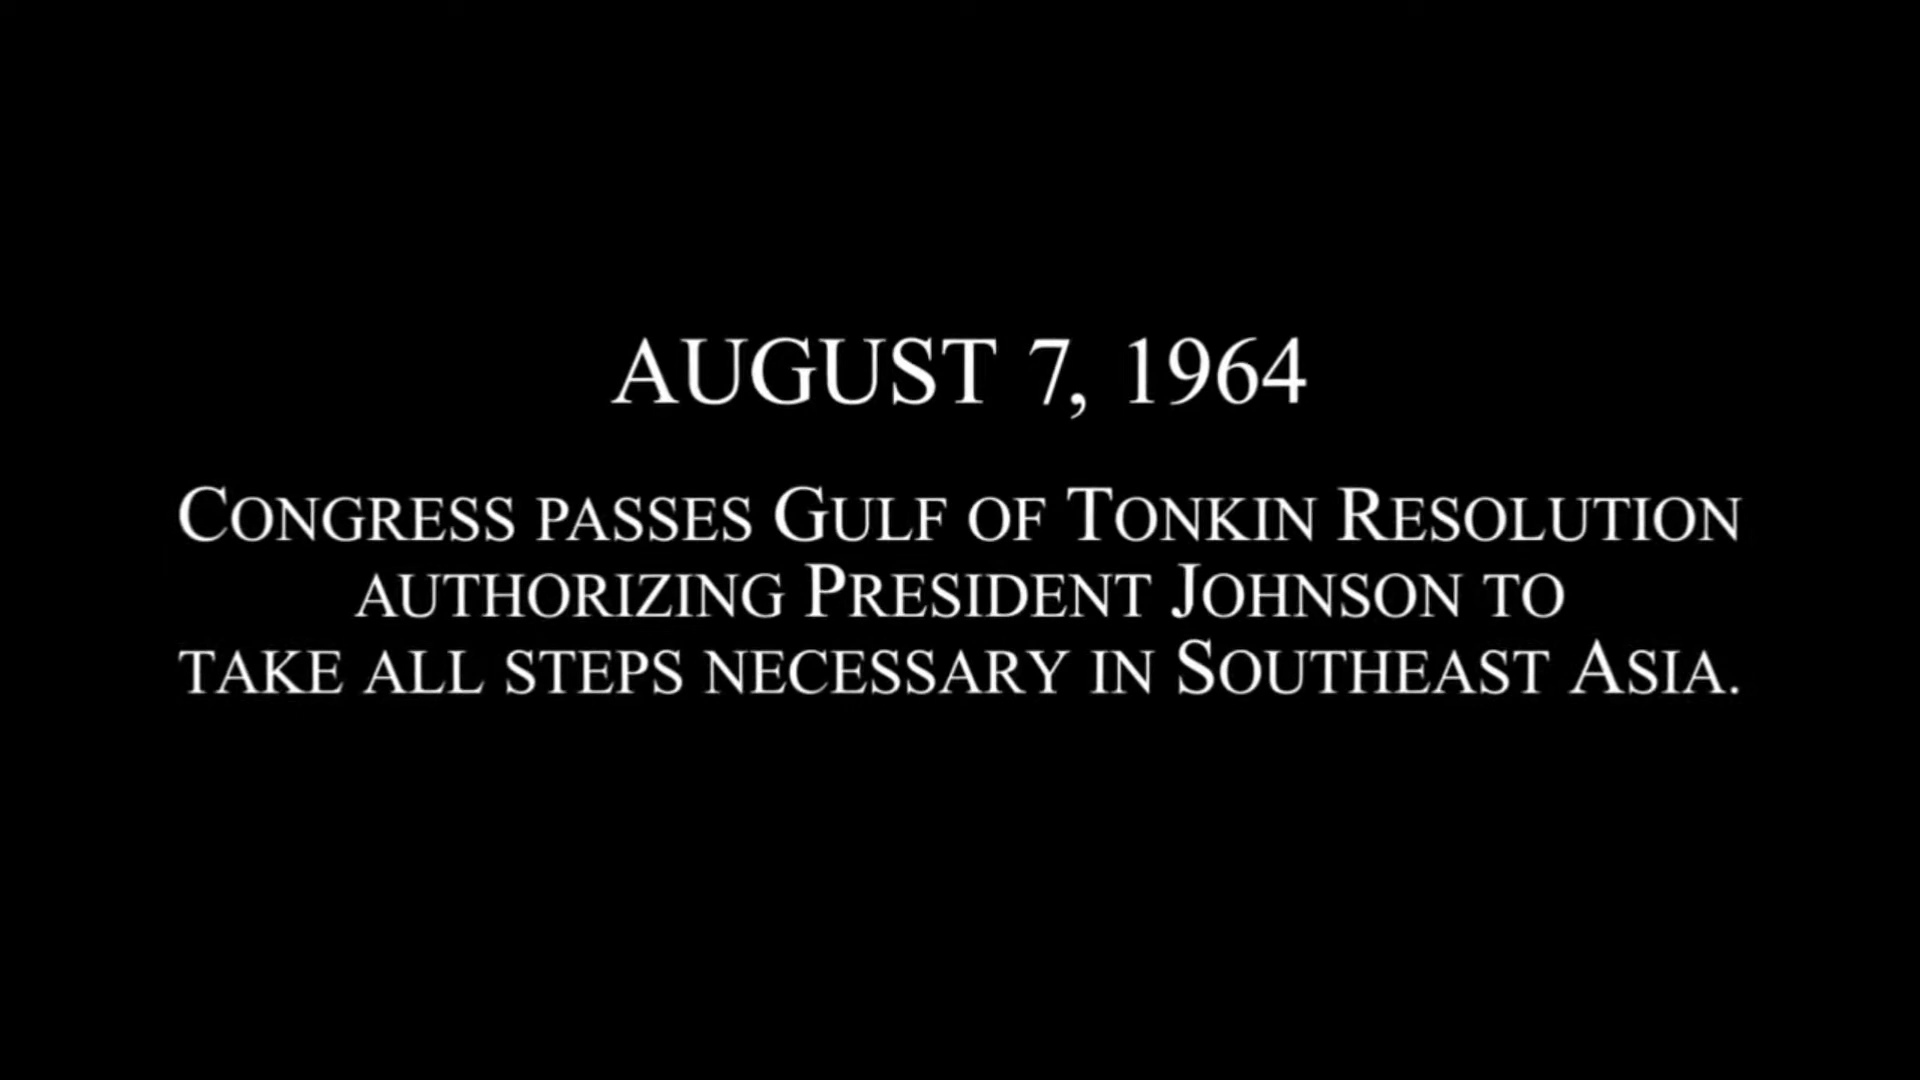 AUGUST 7, 1964
CONGRESS PASSES GULF OF TONKIN RESOLUTION
AUTHORIZING PRESIDENT JOHNSON TO
TAKE ALL STEPS NECESSARY IN SOUTHEAST ASIA.